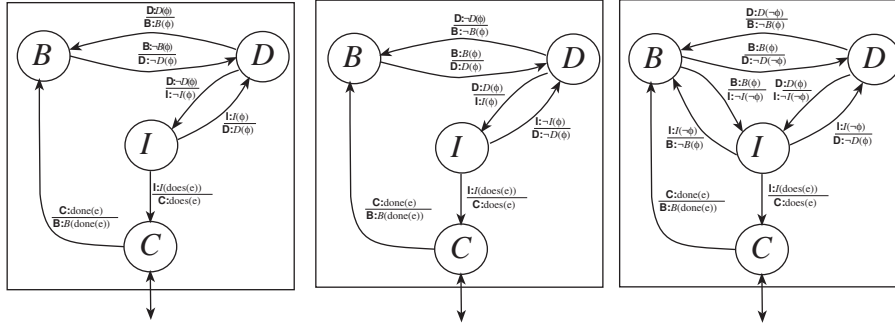 D:D(ϕ)
B:B(ϕ)
B
D
B:¬B(ϕ)
D:¬D(ϕ)
D:¬D(ϕ)
I:¬I(ϕ)
I:I(ϕ)
D:D(ϕ)
I
I:I(does(e))
C:does(e)
C:done(e)
B:B(done(e))
C
D:¬D(ϕ)
B:¬B(ϕ)
B
D
B:B(ϕ)
D:D(ϕ)
D:D(ϕ)
I:I(ϕ)
I:¬I(ϕ)
D:¬D(ϕ)
I
I:I(does(e))
C:does(e)
C:done(e)
B:B(done(e))
C
D:D(¬ϕ)
B:¬B(ϕ)
B
D
B:B(ϕ)
D:¬D(¬ϕ)
B:B(ϕ)
I:¬I(¬ϕ)
D:D(ϕ)
I:¬I(¬ϕ)
I:I(¬ϕ)
B:¬B(ϕ)
I:I(¬ϕ)
D:¬D(ϕ)
I
I:I(does(e))
C:does(e)
C:done(e)
B:B(done(e))
C